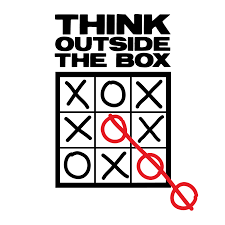 THINK
OUTSIDE
THE BOX
X O X
X O X
O X O
O